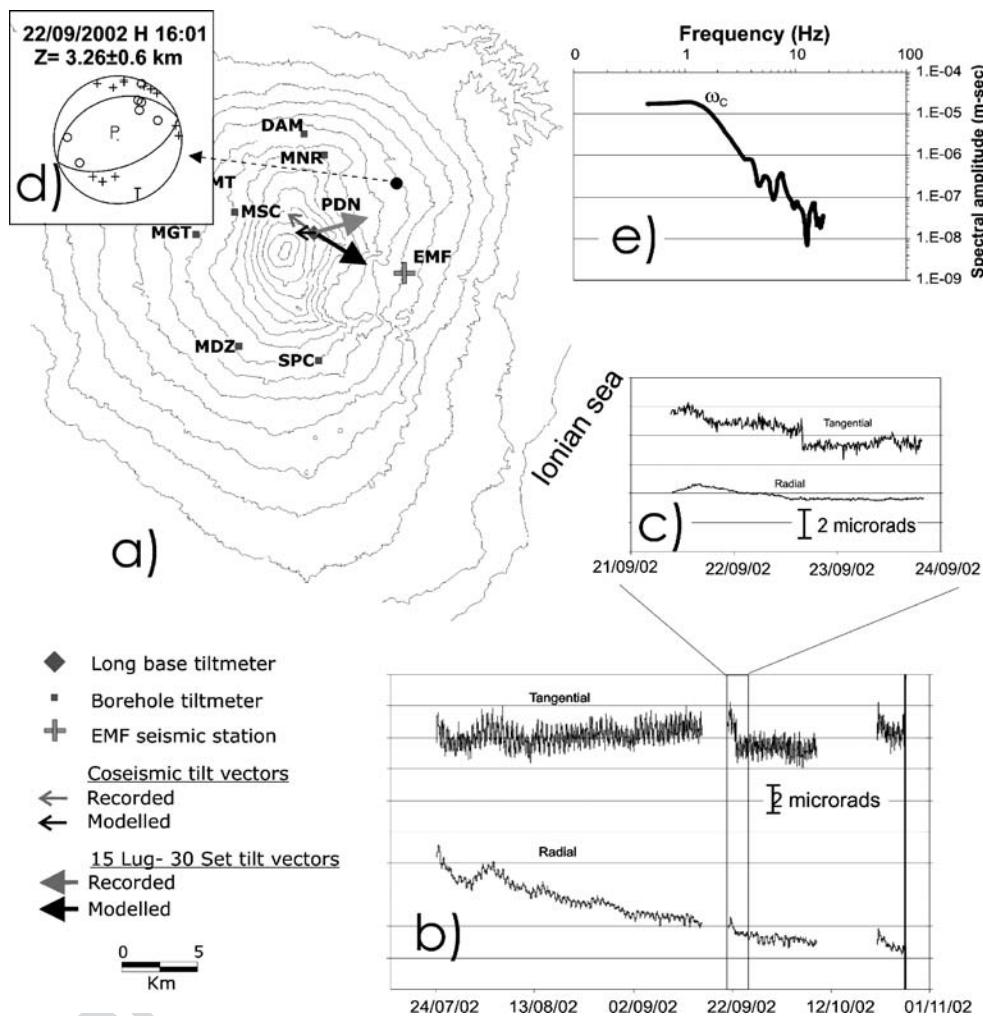 22/09/2002 H 16:01
Z= 3.26±0.6 km
P
T
d)
DAM
MNR
MT
MSC
PDN
MGT
EMF
MDZ
SPC
Ionian sea
a)
Frequency (Hz)
0 1 10 100
1.E-04
1.E-05
1.E-06
1.E-07
1.E-08
1.E-09
Spectral amplitude (m-sec)
ωC
e)
Tangential
Radial
c)
2 microrads
21/09/02 22/09/02 23/09/02 24/09/02
Long base tiltmeter
Borehole tiltmeter
EMF seismic station
Coseismic tilt vectors
Recorded
Modelled
15 Lug- 30 Set tilt vectors
Recorded
Modelled
0 5
Km
Tangential
2 microrads
Radial
b)
24/07/02 13/08/02 02/09/02 22/09/02 12/10/02 01/11/02